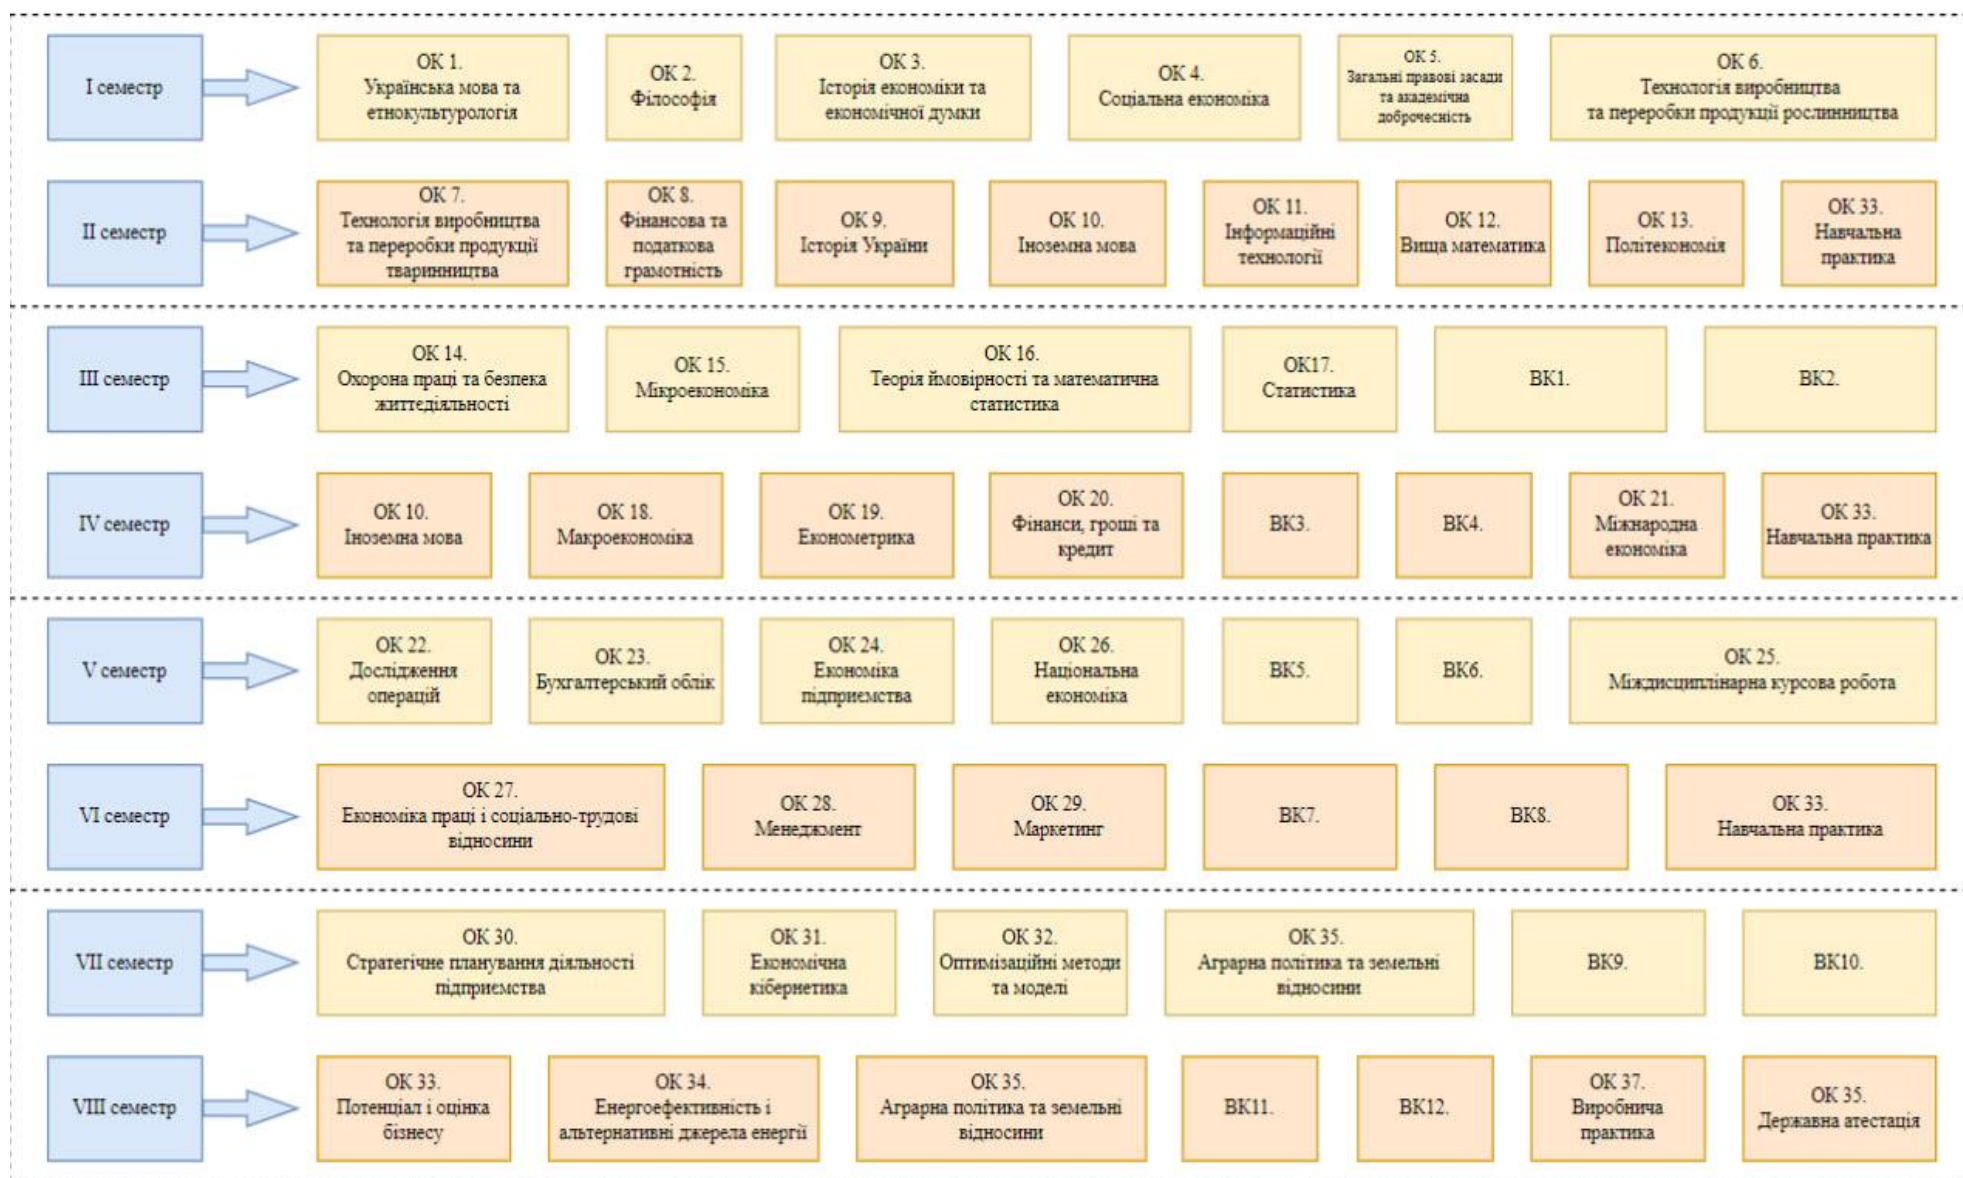 I семестр
ОК 1.
Українська мова та
етнокультурологія
ОК 2.
Філософія
ОК 3.
Історія економіки та
економічної думки
ОК 4.
Соціальна економіка
ОК 5.
Загальні правові засади
та академічна
доброчесність
ОК 6.
Технологія виробництва
та переробки продукції рослинництва
II семестр
ОК 7.
Технологія виробництва
та переробки продукції
тваринництва
ОК 8.
Фінансова та
податкова
грамотність
ОК 9.
Історія України
ОК 10.
Іноземна мова
ОК 11.
Інформаційні
технології
ОК 12.
Вища математика
ОК 13.
Політекономія
ОК 33.
Навчальна
практика
III семестр
ОК 14.
Охорона праці та безпека
життєдіяльності
ОК 15.
Мікроекономіка
ОК 16.
Теорія ймовірності та математична
статистика
ОК17.
Статистика
ВК1.
ВК2.
IV семестр
ОК 10.
Іноземна мова
ОК 18.
Макроекономіка
ОК 19.
Економетрика
ОК 20.
Фінанси, гроші та
кредит
ВК3.
ВК4.
ОК 21.
Міжнародна
економіка
ОК 33.
Навчальна практика
V семестр
ОК 22.
Дослідження
операцій
ОК 23.
Бухгалтерський облік
ОК 24.
Економіка
підприємства
ОК 26.
Національна
економіка
ВК5.
ВК6.
ОК 25.
Міждисциплінарна курсова робота
VI семестр
ОК 27.
Економіка праці і соціально-трудові
відносини
ОК 28.
Менеджмент
ОК 29.
Маркетинг
ВК7.
ВК8.
ОК 33.
Навчальна практика
VII семестр
ОК 30.
Стратегічне планування діяльності
підприємства
ОК 31.
Економічна
кібернетика
ОК 32.
Оптимізаційні методи
та моделі
ОК 35.
Аграрна політика та земельні
відносини
ВК9.
ВК10.
VIII семестр
ОК 33.
Потенціал і оцінка
бізнесу
ОК 34.
Енергоефективність і
альтернативні джерела енергії
ОК 35.
Аграрна політика та земельні
відносини
ВК11.
ВК12.
ОК 37.
Виробнича
практика
ОК 35.
Державна атестація